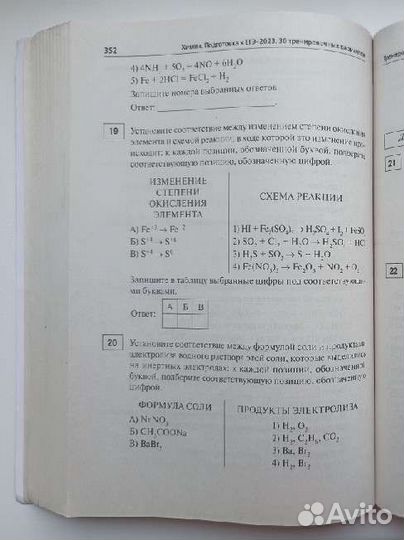 352
Химия. Подготовка к ЕГЭ-2023. 30 тренировочных вариантов
4) 4NH + SO₂ = 4NO + 6H₂O
5) Fe + 2HCl = FeCl₂ + H₂
Запишите номера выбранных ответов
Ответ:
19 Установите соответствие между изменением степени окисления
элемента и схемой реакции, в ходе которой это изменение про-
исходит: к каждой позиции, обозначенной буквой, подберите
соответствующую позицию, обозначенную цифрой.
ИЗМЕНЕНИЕ
СТЕПЕНИ
ОКИСЛЕНИЯ
ЭЛЕМЕНТА
А) Fe⁺³ → Fe⁺²
Б) S⁺⁴ → S⁺⁶
В) S⁺⁴ → S⁰
СХЕМА РЕАКЦИИ
1) HI + Fe₂(SO₄)₃ → H₂SO₄ + I₂ + FeSO
2) SO₂ + Cl₂ + H₂O → H₂SO₄ + HCl
3) H₂S + SO₂ → S + H₂O
4) Fe(NO₃)₂ → Fe₂O₃ + NO₂ + O₂
Запишите в таблицу выбранные цифры под соответствующи-
ми буквами.
Ответ:
А Б В
20 Установите соответствие между формулой соли и продуктами
электролиза водного раствора этой соли, которые выделились
на инертных электродах: к каждой позиции, обозначенной
буквой, подберите соответствующую позицию, обозначенную
цифрой.
ФОРМУЛА СОЛИ
А) NaNO₃
Б) CH₃COONa
В) BaBr₂
ПРОДУКТЫ ЭЛЕКТРОЛИЗА
1) H₂, O₂
2) H₂, C₂H₆, CO₂
3) Ba, Br₂
4) H₂, Br₂
21
22
Avito